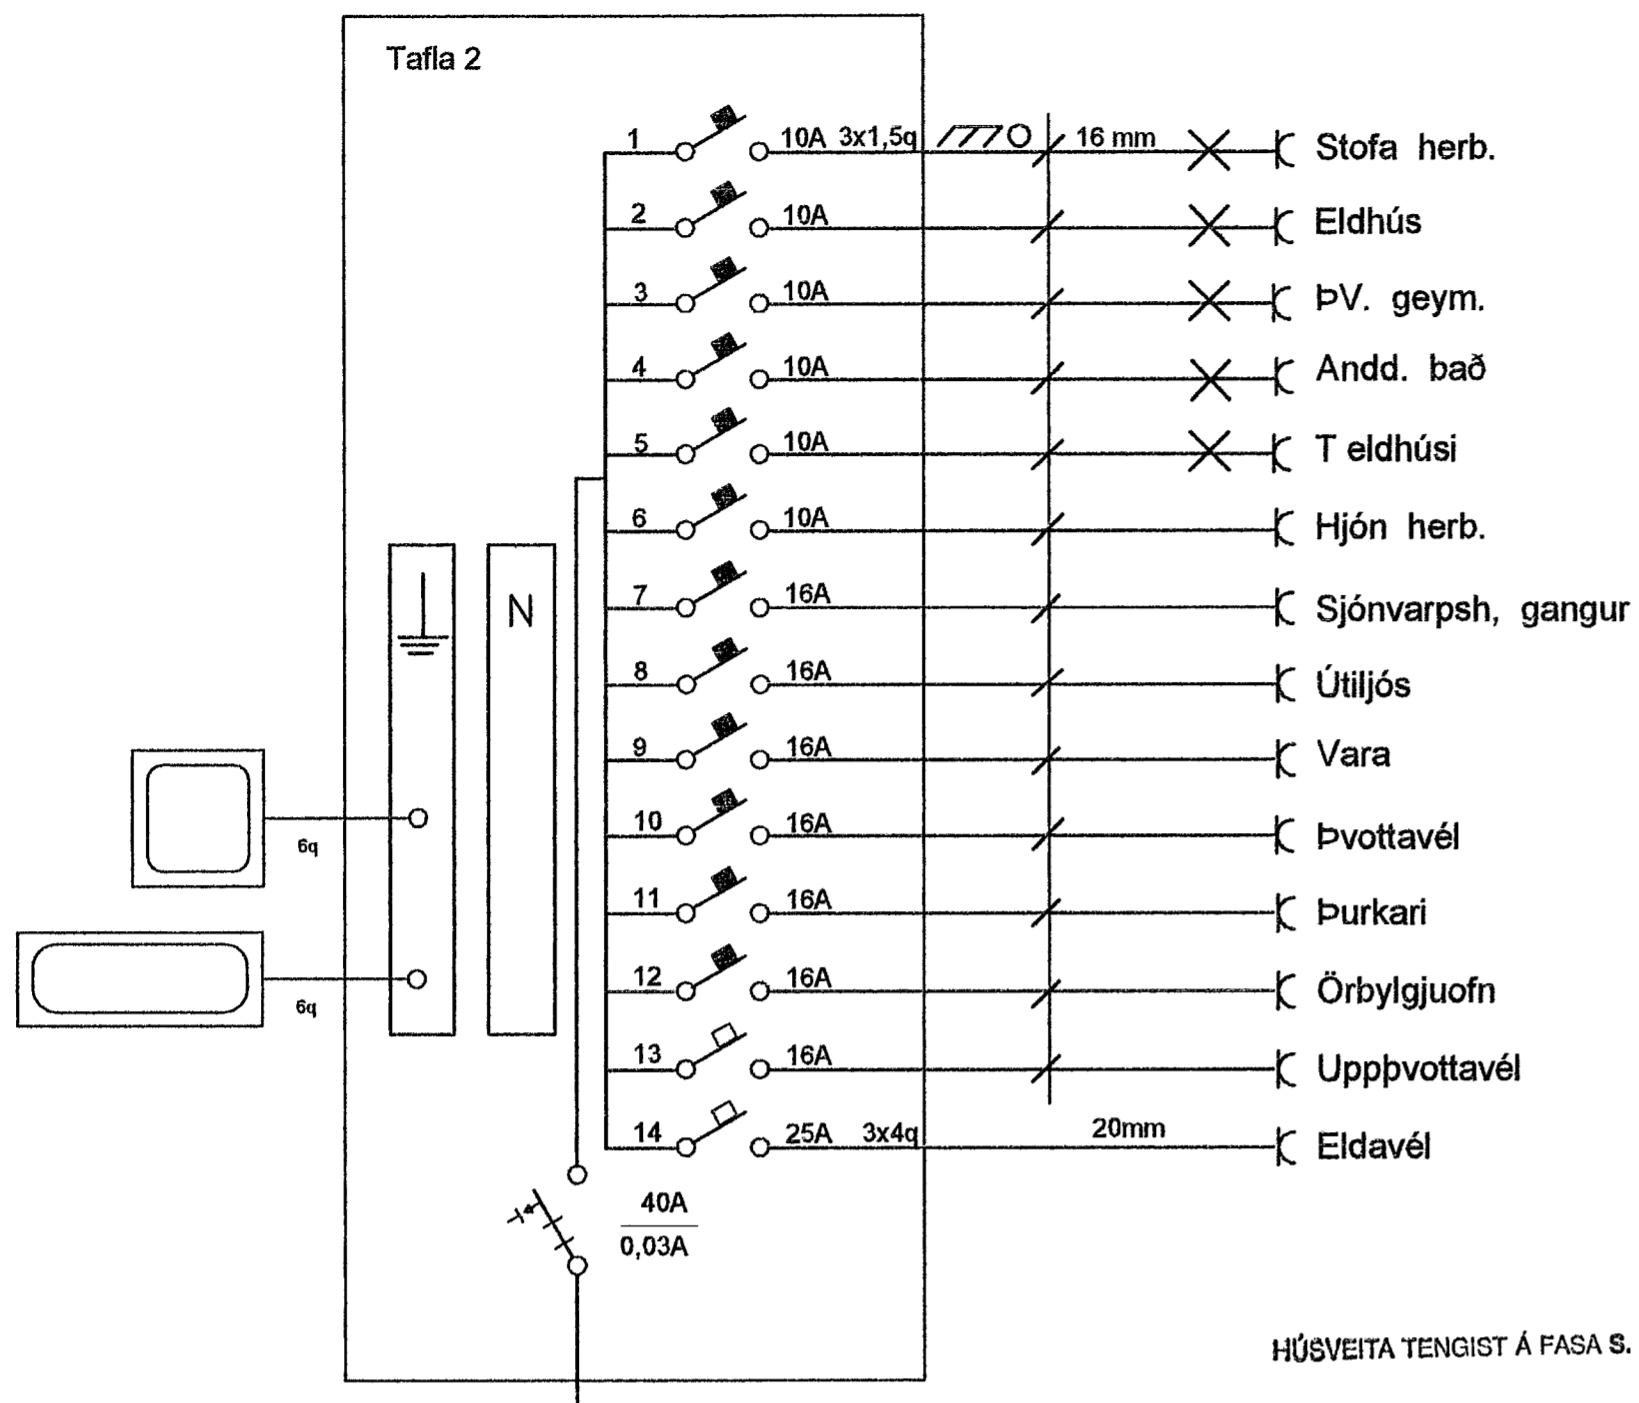 Tafla 2
1 10A 3x1,5q 16 mm Stofa herb.
2 10A Eldhús
3 10A ÞV. geym.
4 10A Andd. bað
5 10A T eldhúsi
6 10A Hjón herb.
7 16A Sjónvarpsh, gangur
8 16A Útiljós
9 16A Vara
10 16A Þvottavél
11 16A Þurkari
12 16A Örbylgjuofn
13 16A Uppþvottavél
14 25A 3x4q 20mm Eldavél
N
6q
6q
40A
0,03A
HÚSVEITA TENGIST Á FASA S.